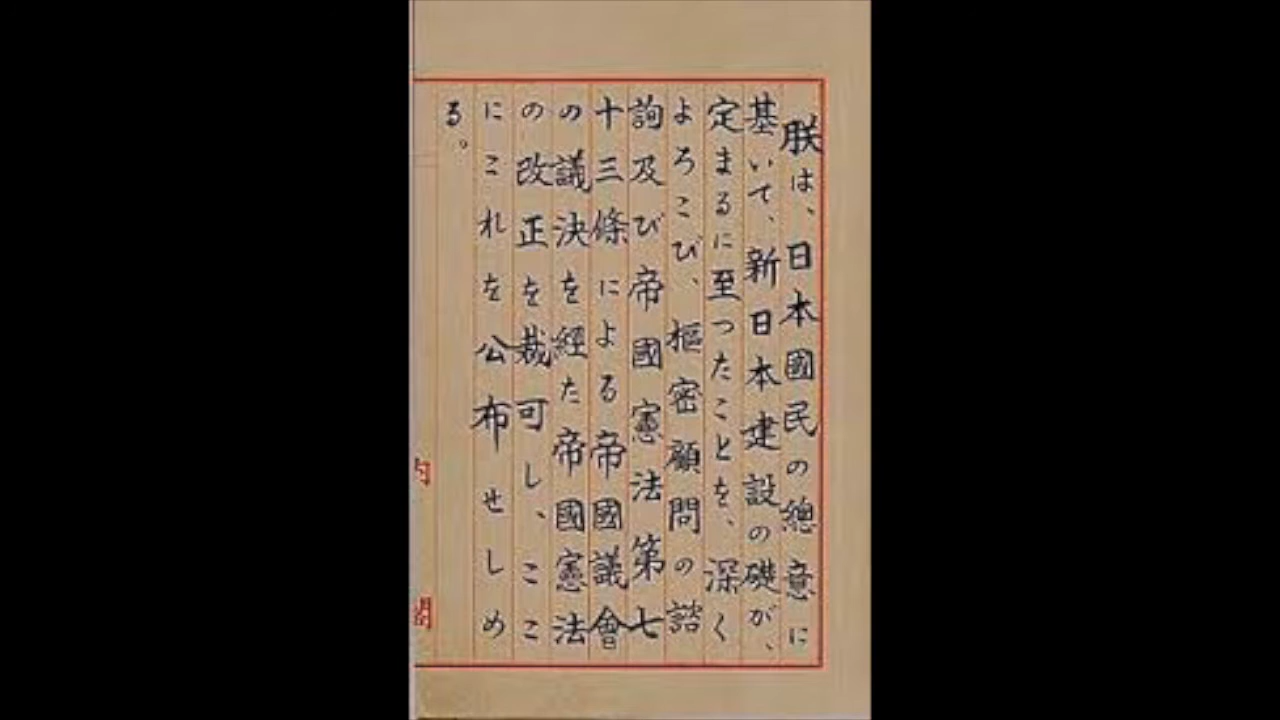 朕は、日本國民の總意に
基いて、新日本建設の礎が、
定まるに至つたことを、深く
よろこび、樞密顧問の諮
詢及び帝國憲法第七
十三條による帝國議會
の議決を経た帝國憲法
の改正を裁可し、ここ
にこれを公布せしめ
る。
内閣